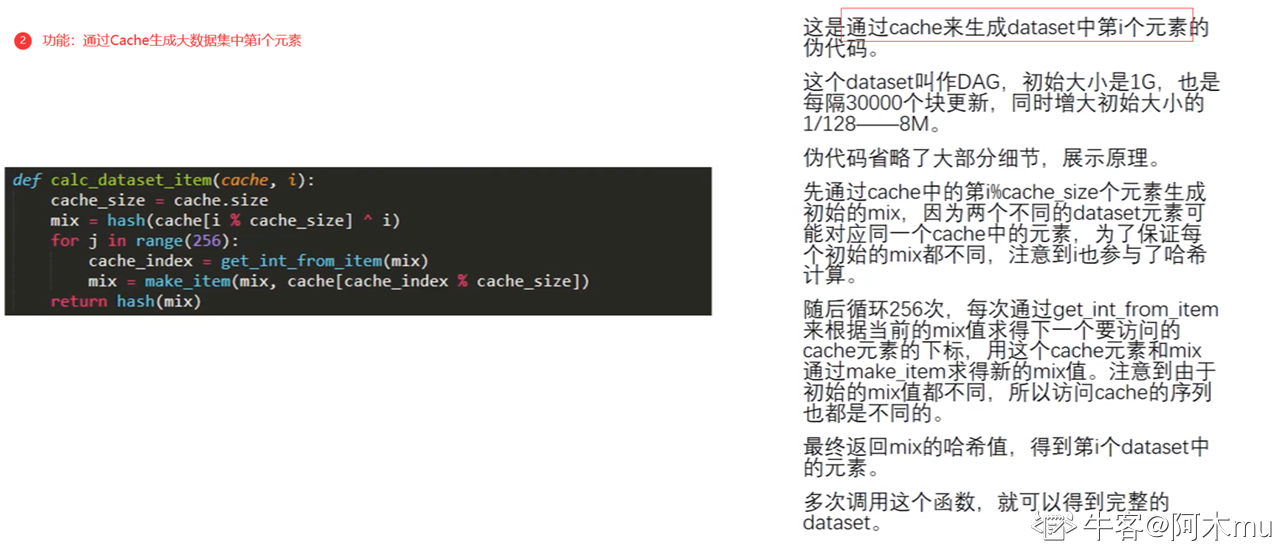 2 功能：通过Cache生成大数据集中第i个元素
def calc_dataset_item(cache, i):
    cache_size = cache.size
    mix = hash(cache[i % cache_size] ^ i)
    for j in range(256):
        cache_index = get_int_from_item(mix)
        mix = make_item(mix, cache[cache_index % cache_size])
    return hash(mix)
这是通过cache来生成dataset中第i个元素的
伪代码。
这个dataset叫作DAG，初始大小是1G，也是
每隔30000个块更新，同时增大初始大小的
1/128——8M。
伪代码省略了大部分细节，展示原理。
先通过cache中的第i%cache_size个元素生成
初始的mix，因为两个不同的dataset元素可
能对应同一个cache中的元素，为了保证每
个初始的mix都不同，注意到i也参与了哈希
计算。
随后循环256次，每次通过get_int_from_item
来根据当前的mix值求得下一个要访问的
cache元素的下标，用这个cache元素和mix
通过make_item求得新的mix值。注意到由于
初始的mix值都不同，所以访问cache的序列
也都是不同的。
最终返回mix的哈希值，得到第i个dataset中
的元素。
多次调用这个函数，就可以得到完整的
dataset。
牛客@阿木mu